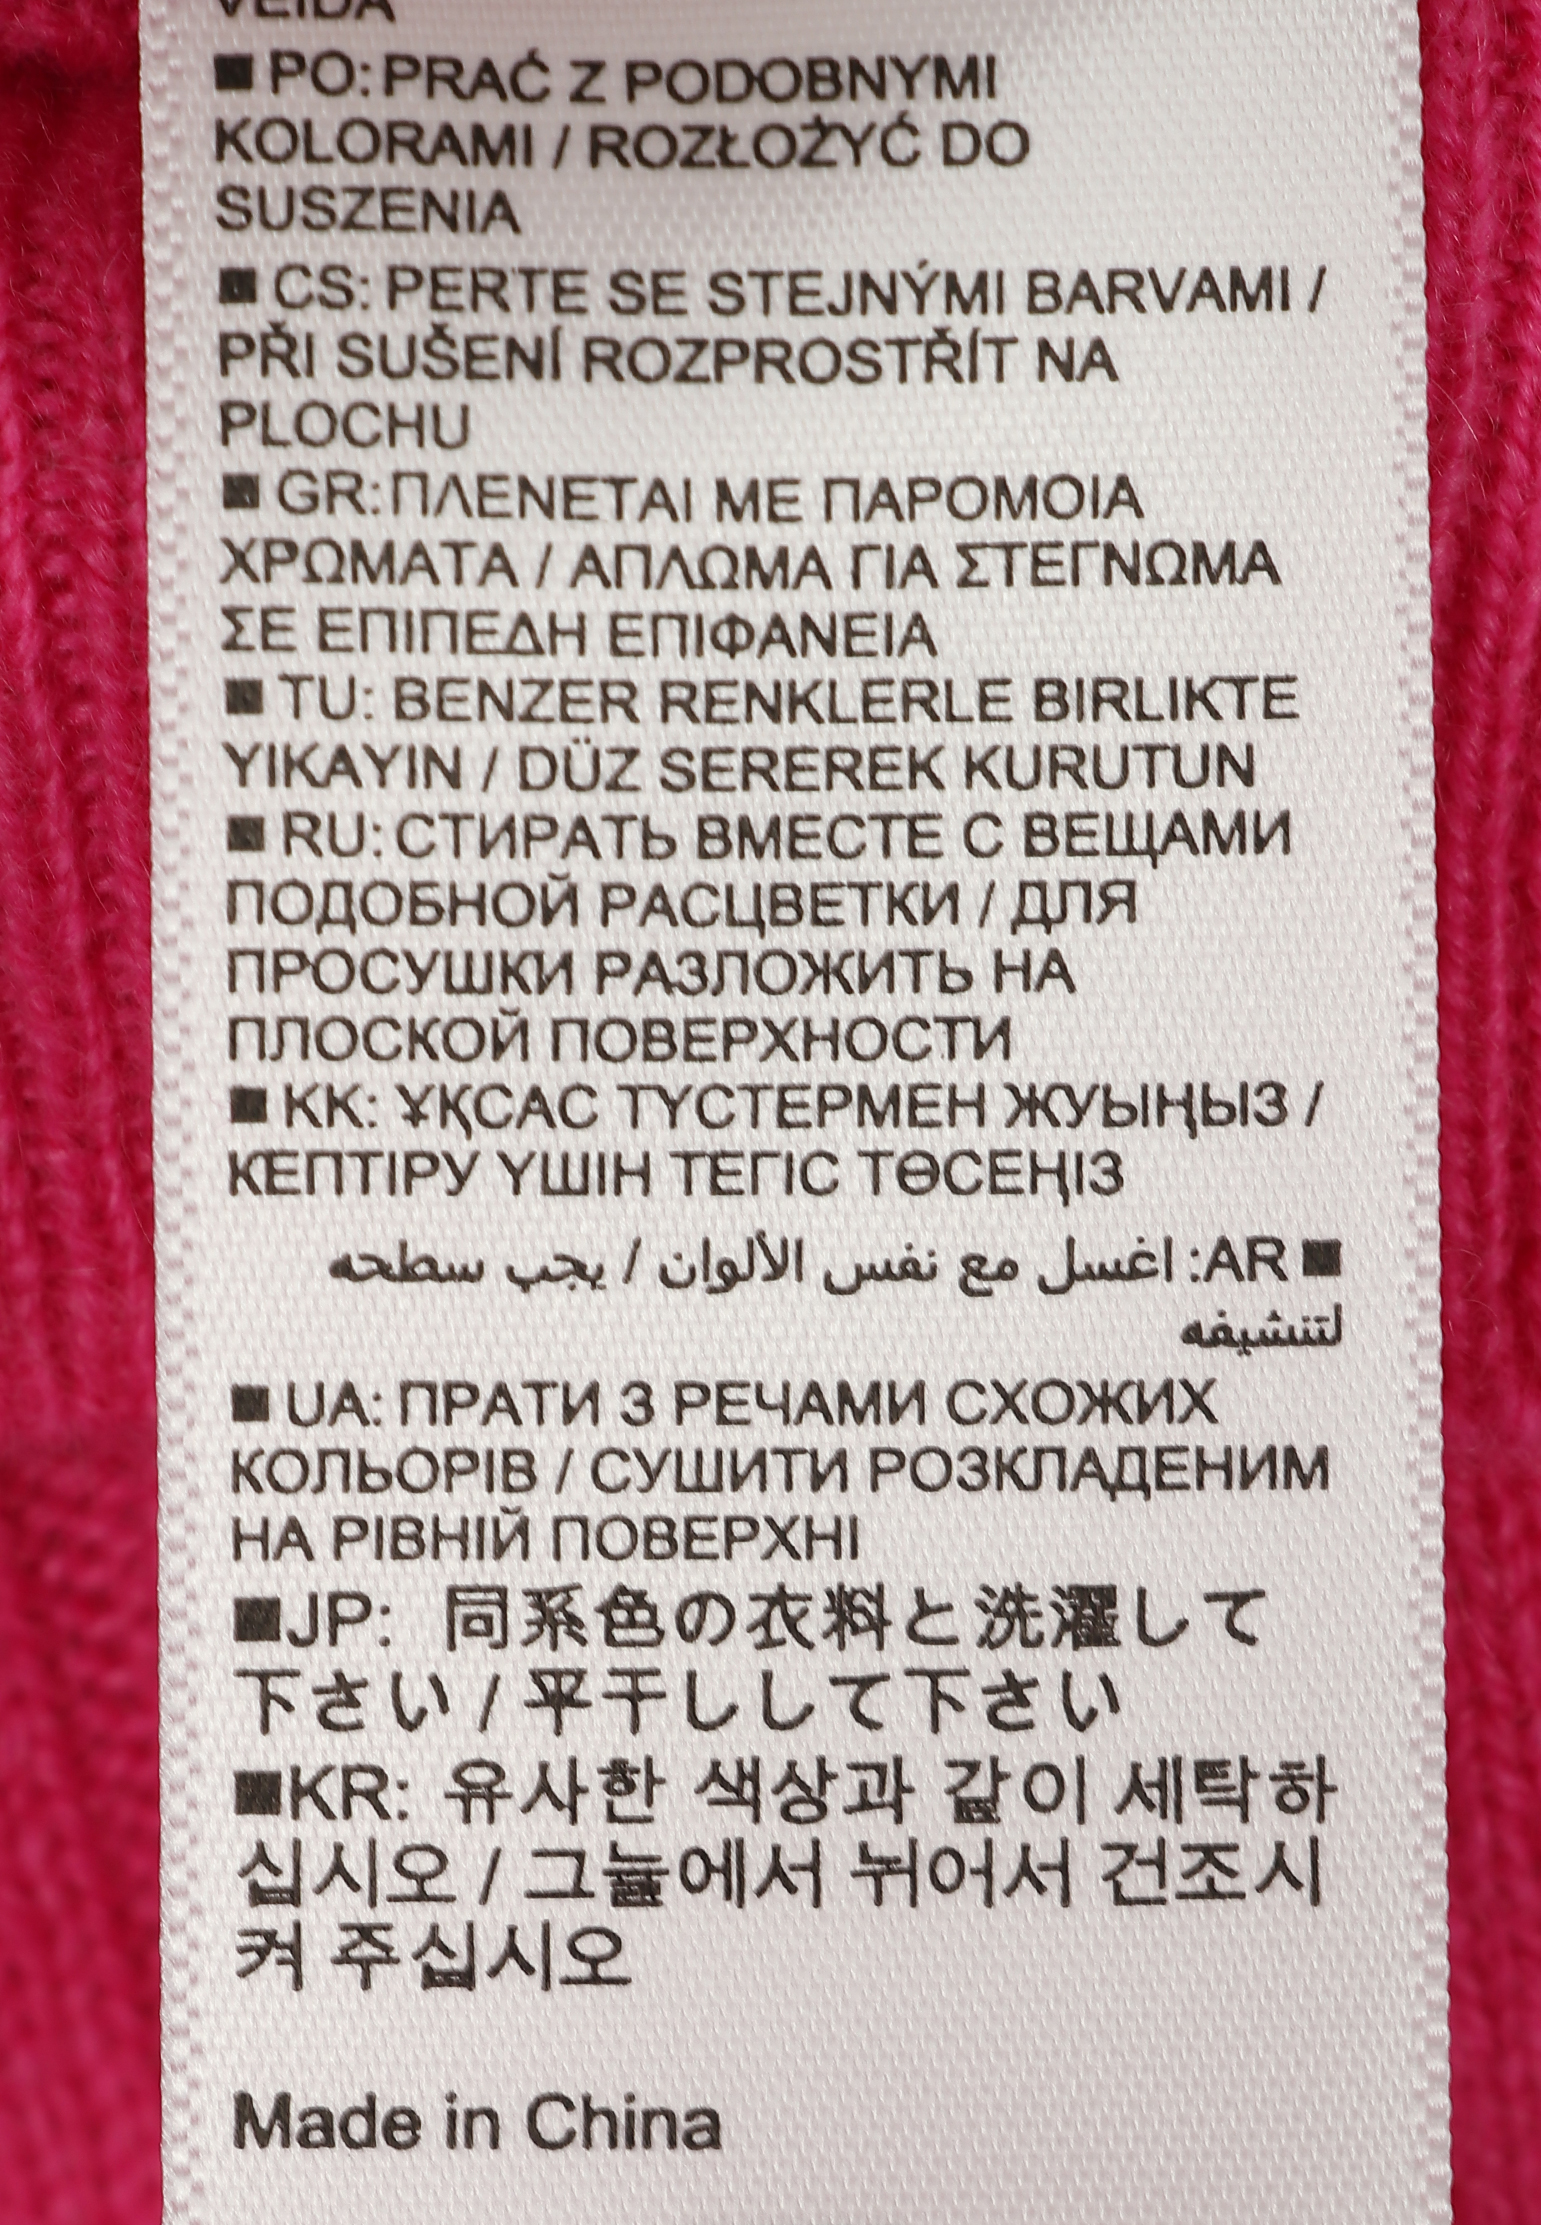 VEIDA
■ PO: PRAĆ Z PODOBNYMI
KOLORAMI / ROZŁOŻYĆ DO
SUSZENIA
■ CS: PERTE SE STEJNÝMI BARVAMI /
PŘI SUŠENÍ ROZPROSTŘÍT NA
PLOCHU
■ GR: ΠΛΕΝΕΤΑΙ ΜΕ ΠΑΡΟΜΟΙΑ
ΧΡΩΜΑΤΑ / ΑΠΛΩΜΑ ΓΙΑ ΣΤΕΓΝΩΜΑ
ΣΕ ΕΠΙΠΕΔΗ ΕΠΙΦΑΝΕΙΑ
■ TU: BENZER RENKLERLE BIRLIKTE
YIKAYIN / DÜZ SEREREK KURUTUN
■ RU: СТИРАТЬ ВМЕСТЕ С ВЕЩАМИ
ПОДОБНОЙ РАСЦВЕТКИ / ДЛЯ
ПРОСУШКИ РАЗЛОЖИТЬ НА
ПЛОСКОЙ ПОВЕРХНОСТИ
■ KK: ҰҚСАС ТҮСТЕРМЕН ЖУЫҢЫЗ /
КЕПТІРУ ҮШІН ТЕГІС ТӨСЕҢІЗ
■ AR: اغسل مع نفس الألوان / يجب سطحه
لتنشيفه
■ UA: ПРАТИ З РЕЧАМИ СХОЖИХ
КОЛЬОРІВ / СУШИТИ РОЗКЛАДЕНИМ
НА РІВНІЙ ПОВЕРХНІ
■JP: 同系色の衣料と洗濯して
下さい / 平干しして下さい
■KR: 유사한 색상과 같이 세탁하
십시오 / 그늘에서 뉘어서 건조시
켜 주십시오
Made in China